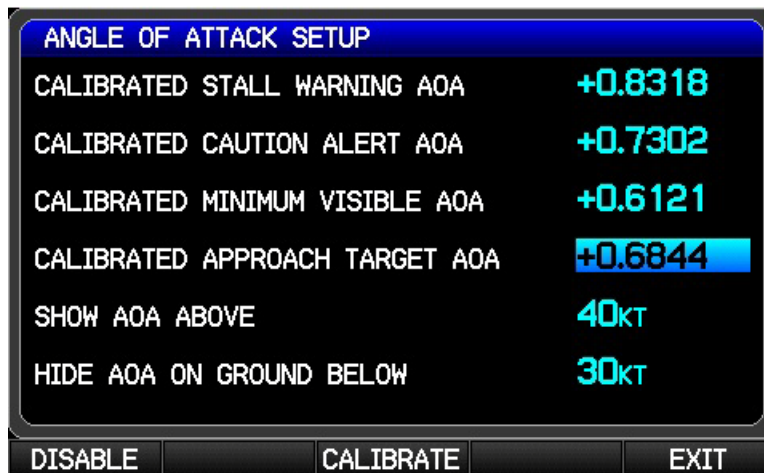 ANGLE OF ATTACK SETUP
CALIBRATED STALL WARNING AOA +0.8318
CALIBRATED CAUTION ALERT AOA +0.7302
CALIBRATED MINIMUM VISIBLE AOA +0.6121
CALIBRATED APPROACH TARGET AOA +0.6844
SHOW AOA ABOVE 40KT
HIDE AOA ON GROUND BELOW 30KT
DISABLE CALIBRATE EXIT